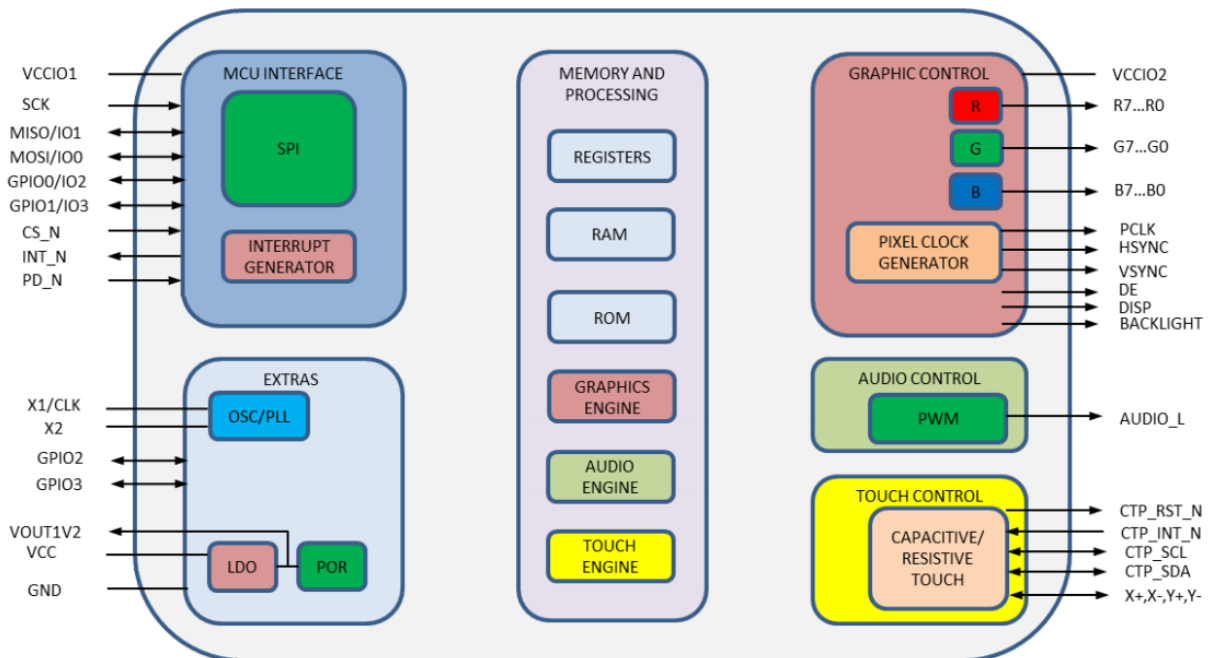 MCU INTERFACE
VCCIO1
SCK
MISO/IO1
MOSI/IO0
GPIO0/IO2
GPIO1/IO3
CS_N
INT_N
PD_N
SPI
INTERRUPT
GENERATOR
EXTRAS
X1/CLK
X2
GPIO2
GPIO3
VOUT1V2
VCC
GND
OSC/PLL
LDO
POR
MEMORY AND
PROCESSING
REGISTERS
RAM
ROM
GRAPHICS
ENGINE
AUDIO
ENGINE
TOUCH
ENGINE
GRAPHIC CONTROL
R
G
B
PIXEL CLOCK
GENERATOR
VCCIO2
R7...R0
G7...G0
B7...B0
PCLK
HSYNC
VSYNC
DE
DISP
BACKLIGHT
AUDIO CONTROL
PWM
AUDIO_L
TOUCH CONTROL
CAPACITIVE/
RESISTIVE
TOUCH
CTP_RST_N
CTP_INT_N
CTP_SCL
CTP_SDA
X+,X-,Y+,Y-